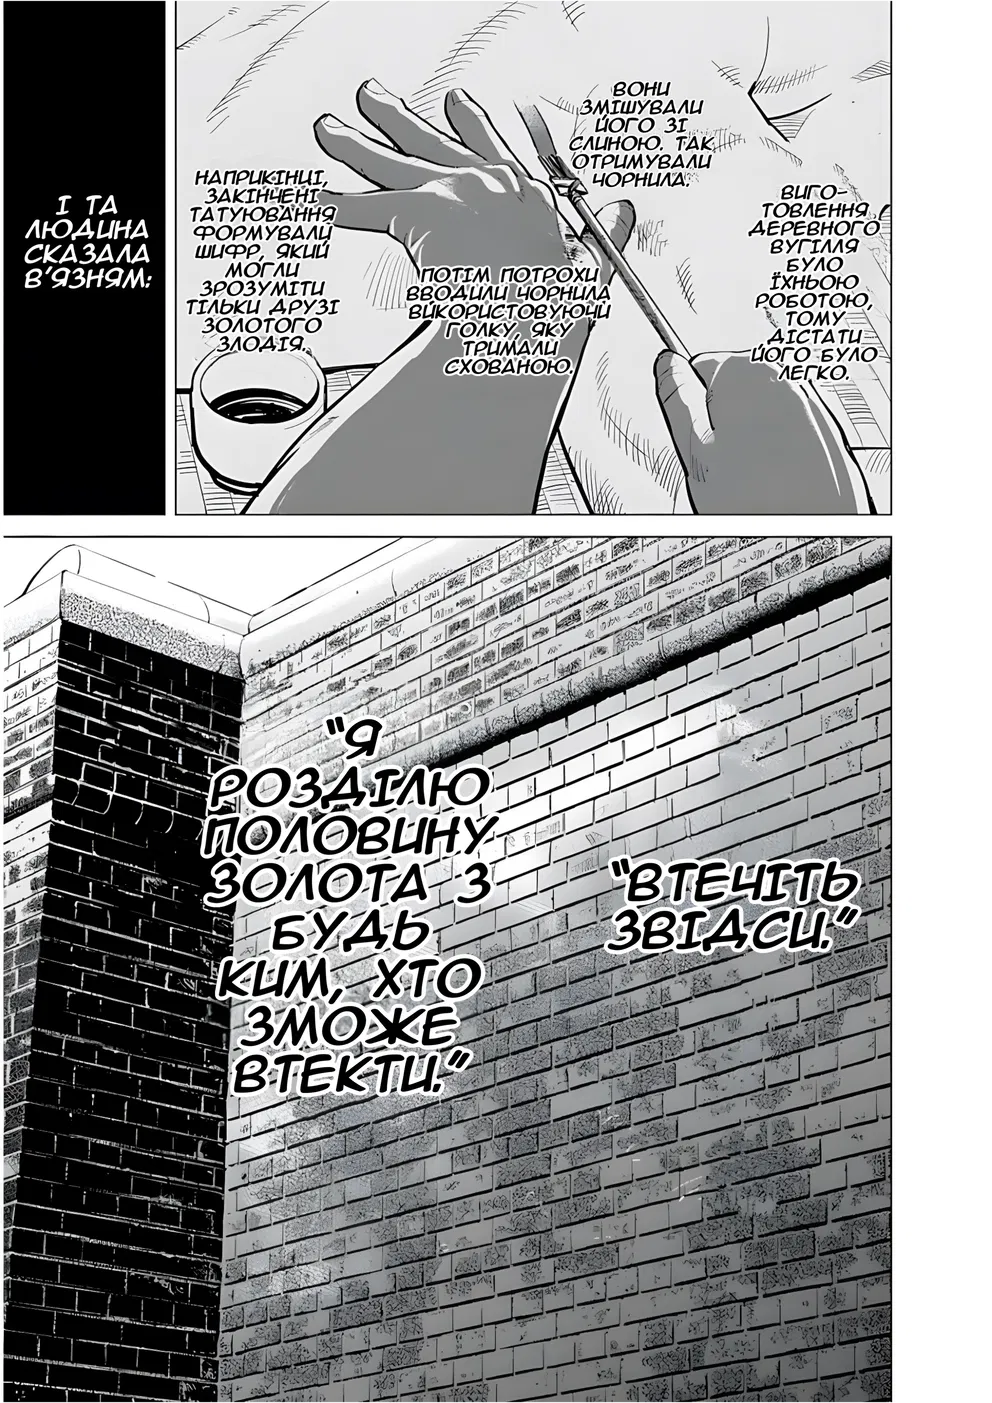 ВИГО-
ТОВЛЕННЯ
ДЕРЕВНОГО
ВУГІЛЛЯ
БУЛО
ЇХНЬОЮ
РОБОТОЮ,
ТОМУ
ДІСТАТИ
ЙОГО БУЛО
ЛЕГКО.
ВОНИ
ЗМІШУВАЛИ
ЙОГО ЗІ
СЛИНОЮ. ТАК
ОТРИМУВАЛИ
ЧОРНИЛА.
ПОТІМ ПОТРОХИ
ВВОДИЛИ ЧОРНИЛА
ВИКОРИСТОВУЮЧИ
ГОЛКУ, ЯКУ
ТРИМАЛИ
СХОВАНОЮ.
НАПРИКІНЦІ,
ЗАКІНЧЕНІ
ТАТУЮВАННЯ
ФОРМУВАЛИ
ШИФР, ЯКИЙ
МОГЛИ
ЗРОЗУМІТИ
ТІЛЬКИ ДРУЗІ
ЗОЛОТОГО
ЗЛОДІЯ.
І ТА
ЛЮДИНА
СКАЗАЛА
В'ЯЗНЯМ:
"ВТЕЧІТЬ
ЗВІДСИ."
"Я
РОЗДІЛЮ
ПОЛОВИНУ
ЗОЛОТА З
БУДЬ
КИМ, ХТО
ЗМОЖЕ
ВТЕКТИ."